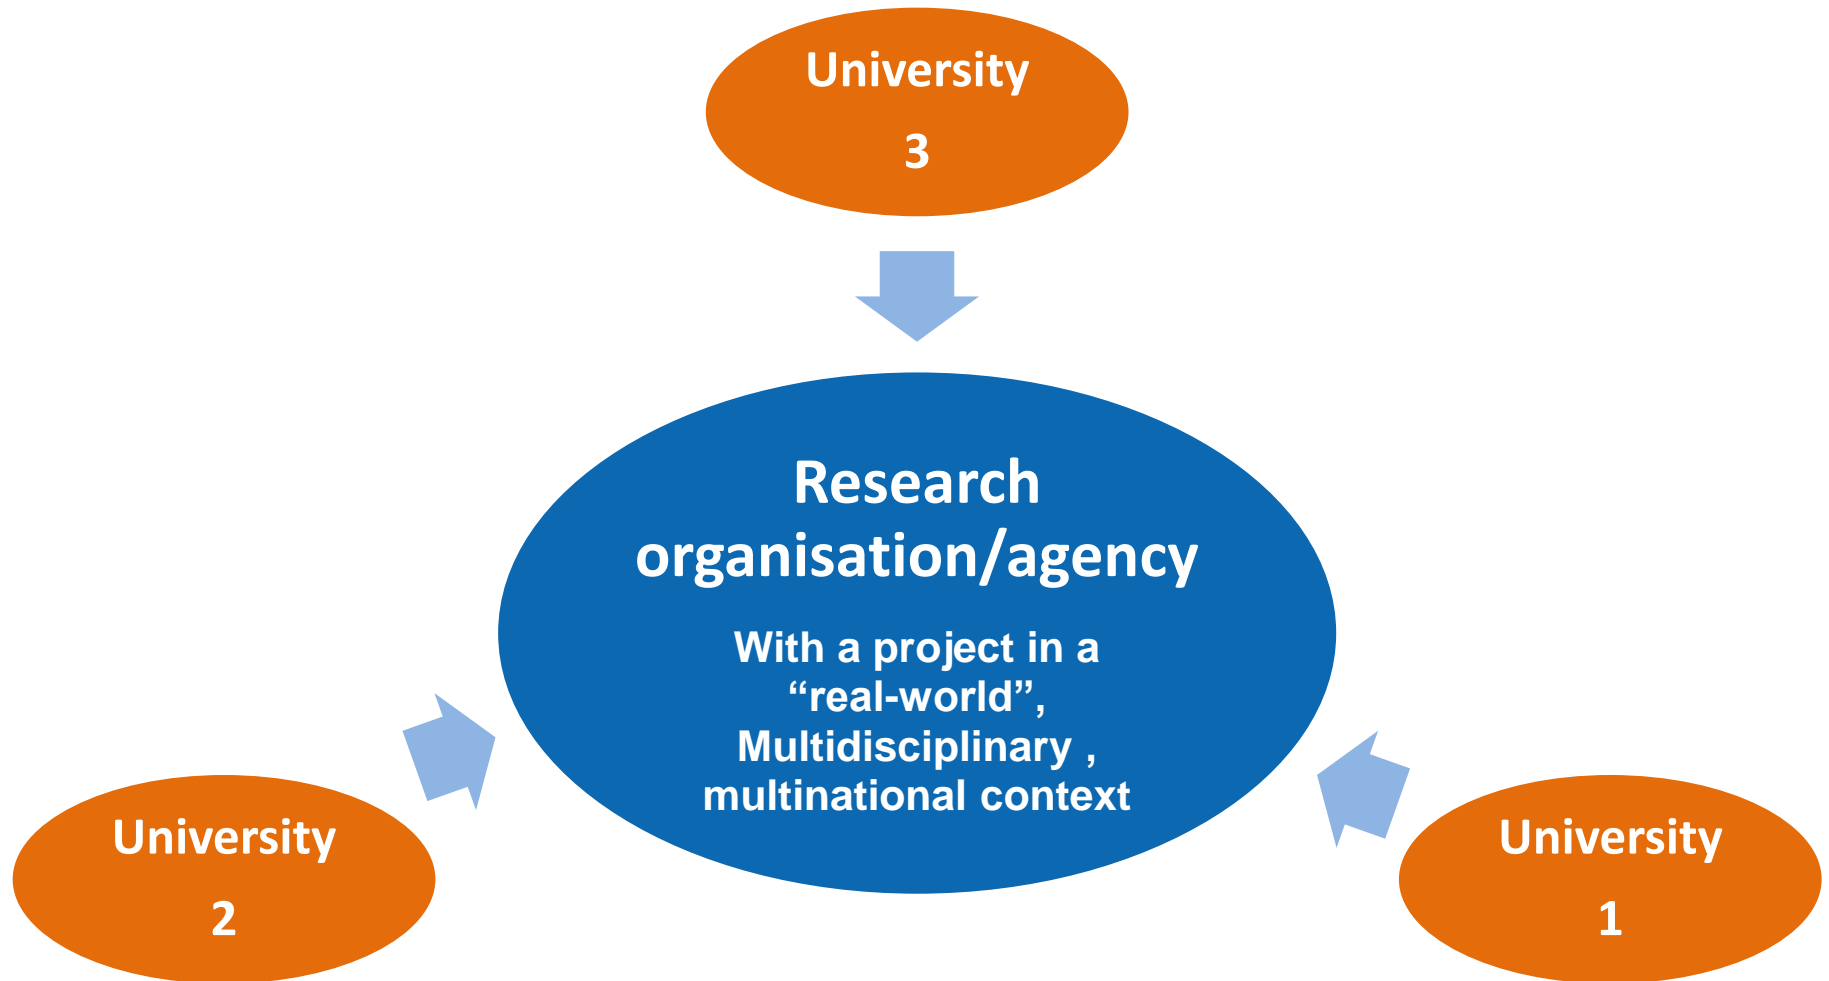 University
3
Research
organisation/agency
With a project in a
“real-world”,
Multidisciplinary ,
multinational context
University
2
University
1